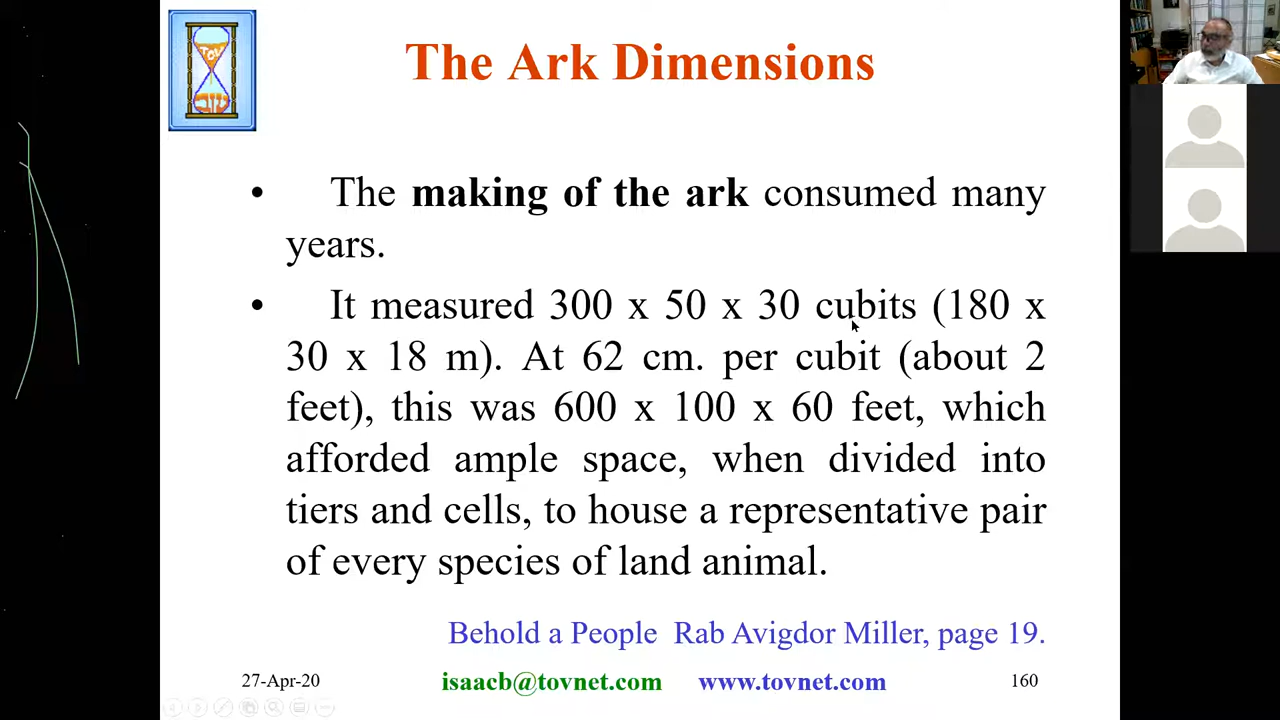 The Ark Dimensions
• The making of the ark consumed many
years.
• It measured 300 x 50 x 30 cubits (180 x
30 x 18 m). At 62 cm. per cubit (about 2
feet), this was 600 x 100 x 60 feet, which
afforded ample space, when divided into
tiers and cells, to house a representative pair
of every species of land animal.
Behold a People Rab Avigdor Miller, page 19.
27-Apr-20 isaacb@tovnet.com www.tovnet.com 160